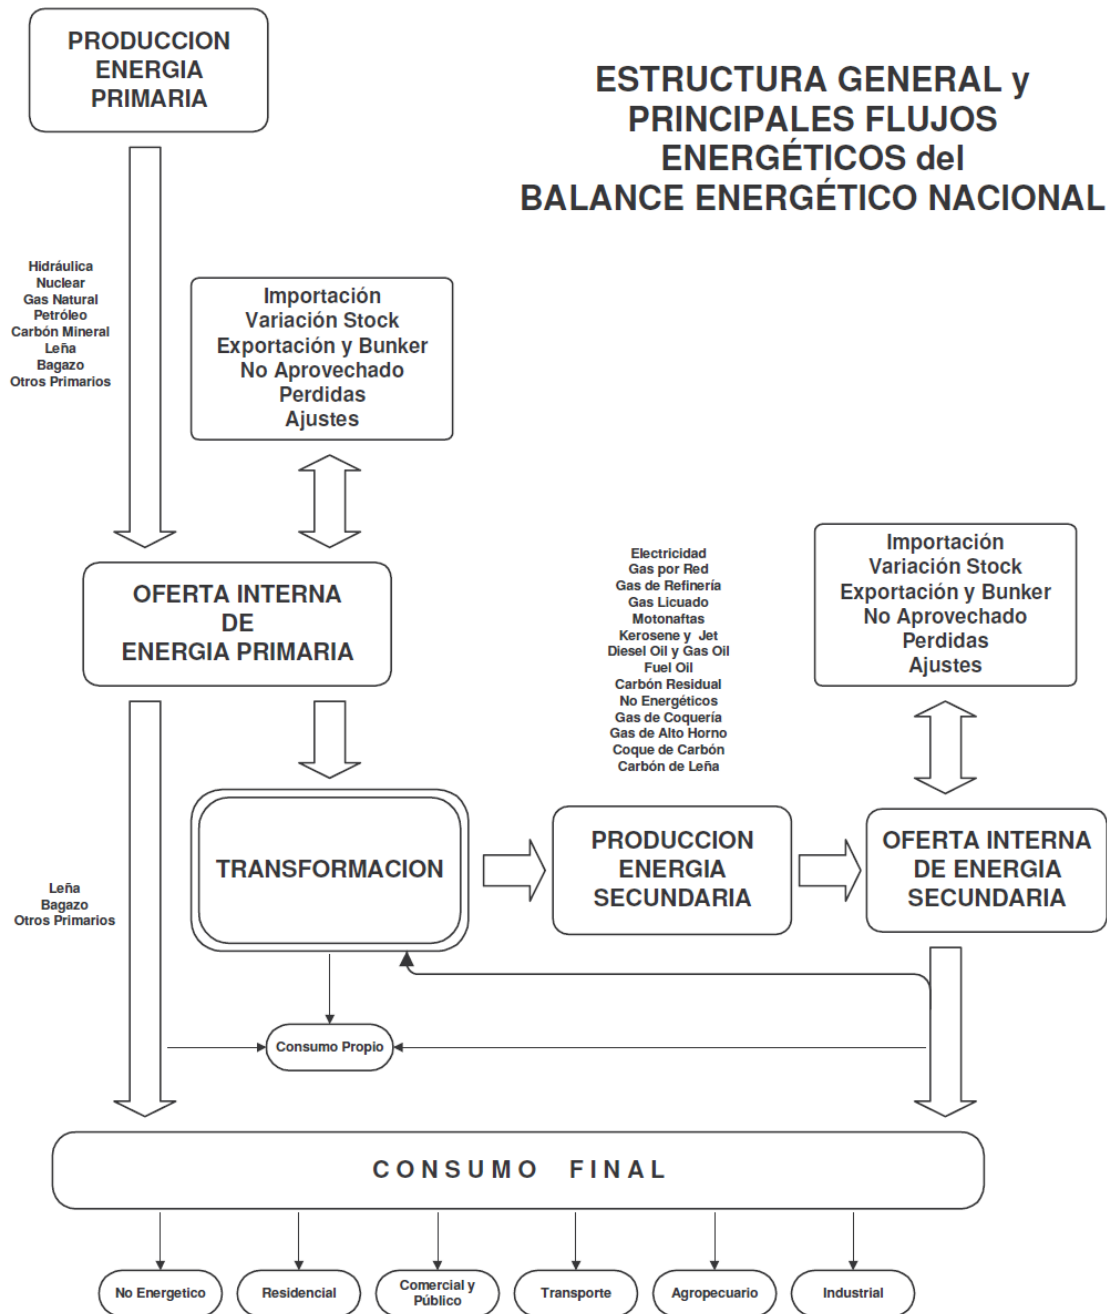 PRODUCCION
ENERGIA
PRIMARIA
ESTRUCTURA GENERAL y
PRINCIPALES FLUJOS
ENERGÉTICOS del
BALANCE ENERGÉTICO NACIONAL
Hidráulica
Nuclear
Gas Natural
Petróleo
Carbón Mineral
Leña
Bagazo
Otros Primarios
Importación
Variación Stock
Exportación y Bunker
No Aprovechado
Perdidas
Ajustes
OFERTA INTERNA
DE
ENERGIA PRIMARIA
Electricidad
Gas por Red
Gas de Refinería
Gas Licuado
Motonaftas
Kerosene y Jet
Diesel Oil y Gas Oil
Fuel Oil
Carbón Residual
No Energéticos
Gas de Coquería
Gas de Alto Horno
Coque de Carbón
Carbón de Leña
Importación
Variación Stock
Exportación y Bunker
No Aprovechado
Perdidas
Ajustes
TRANSFORMACION
PRODUCCION
ENERGIA
SECUNDARIA
OFERTA INTERNA
DE ENERGIA
SECUNDARIA
Leña
Bagazo
Otros Primarios
Consumo Propio
CONSUMO FINAL
No Energetico
Residencial
Comercial y
Público
Transporte
Agropecuario
Industrial